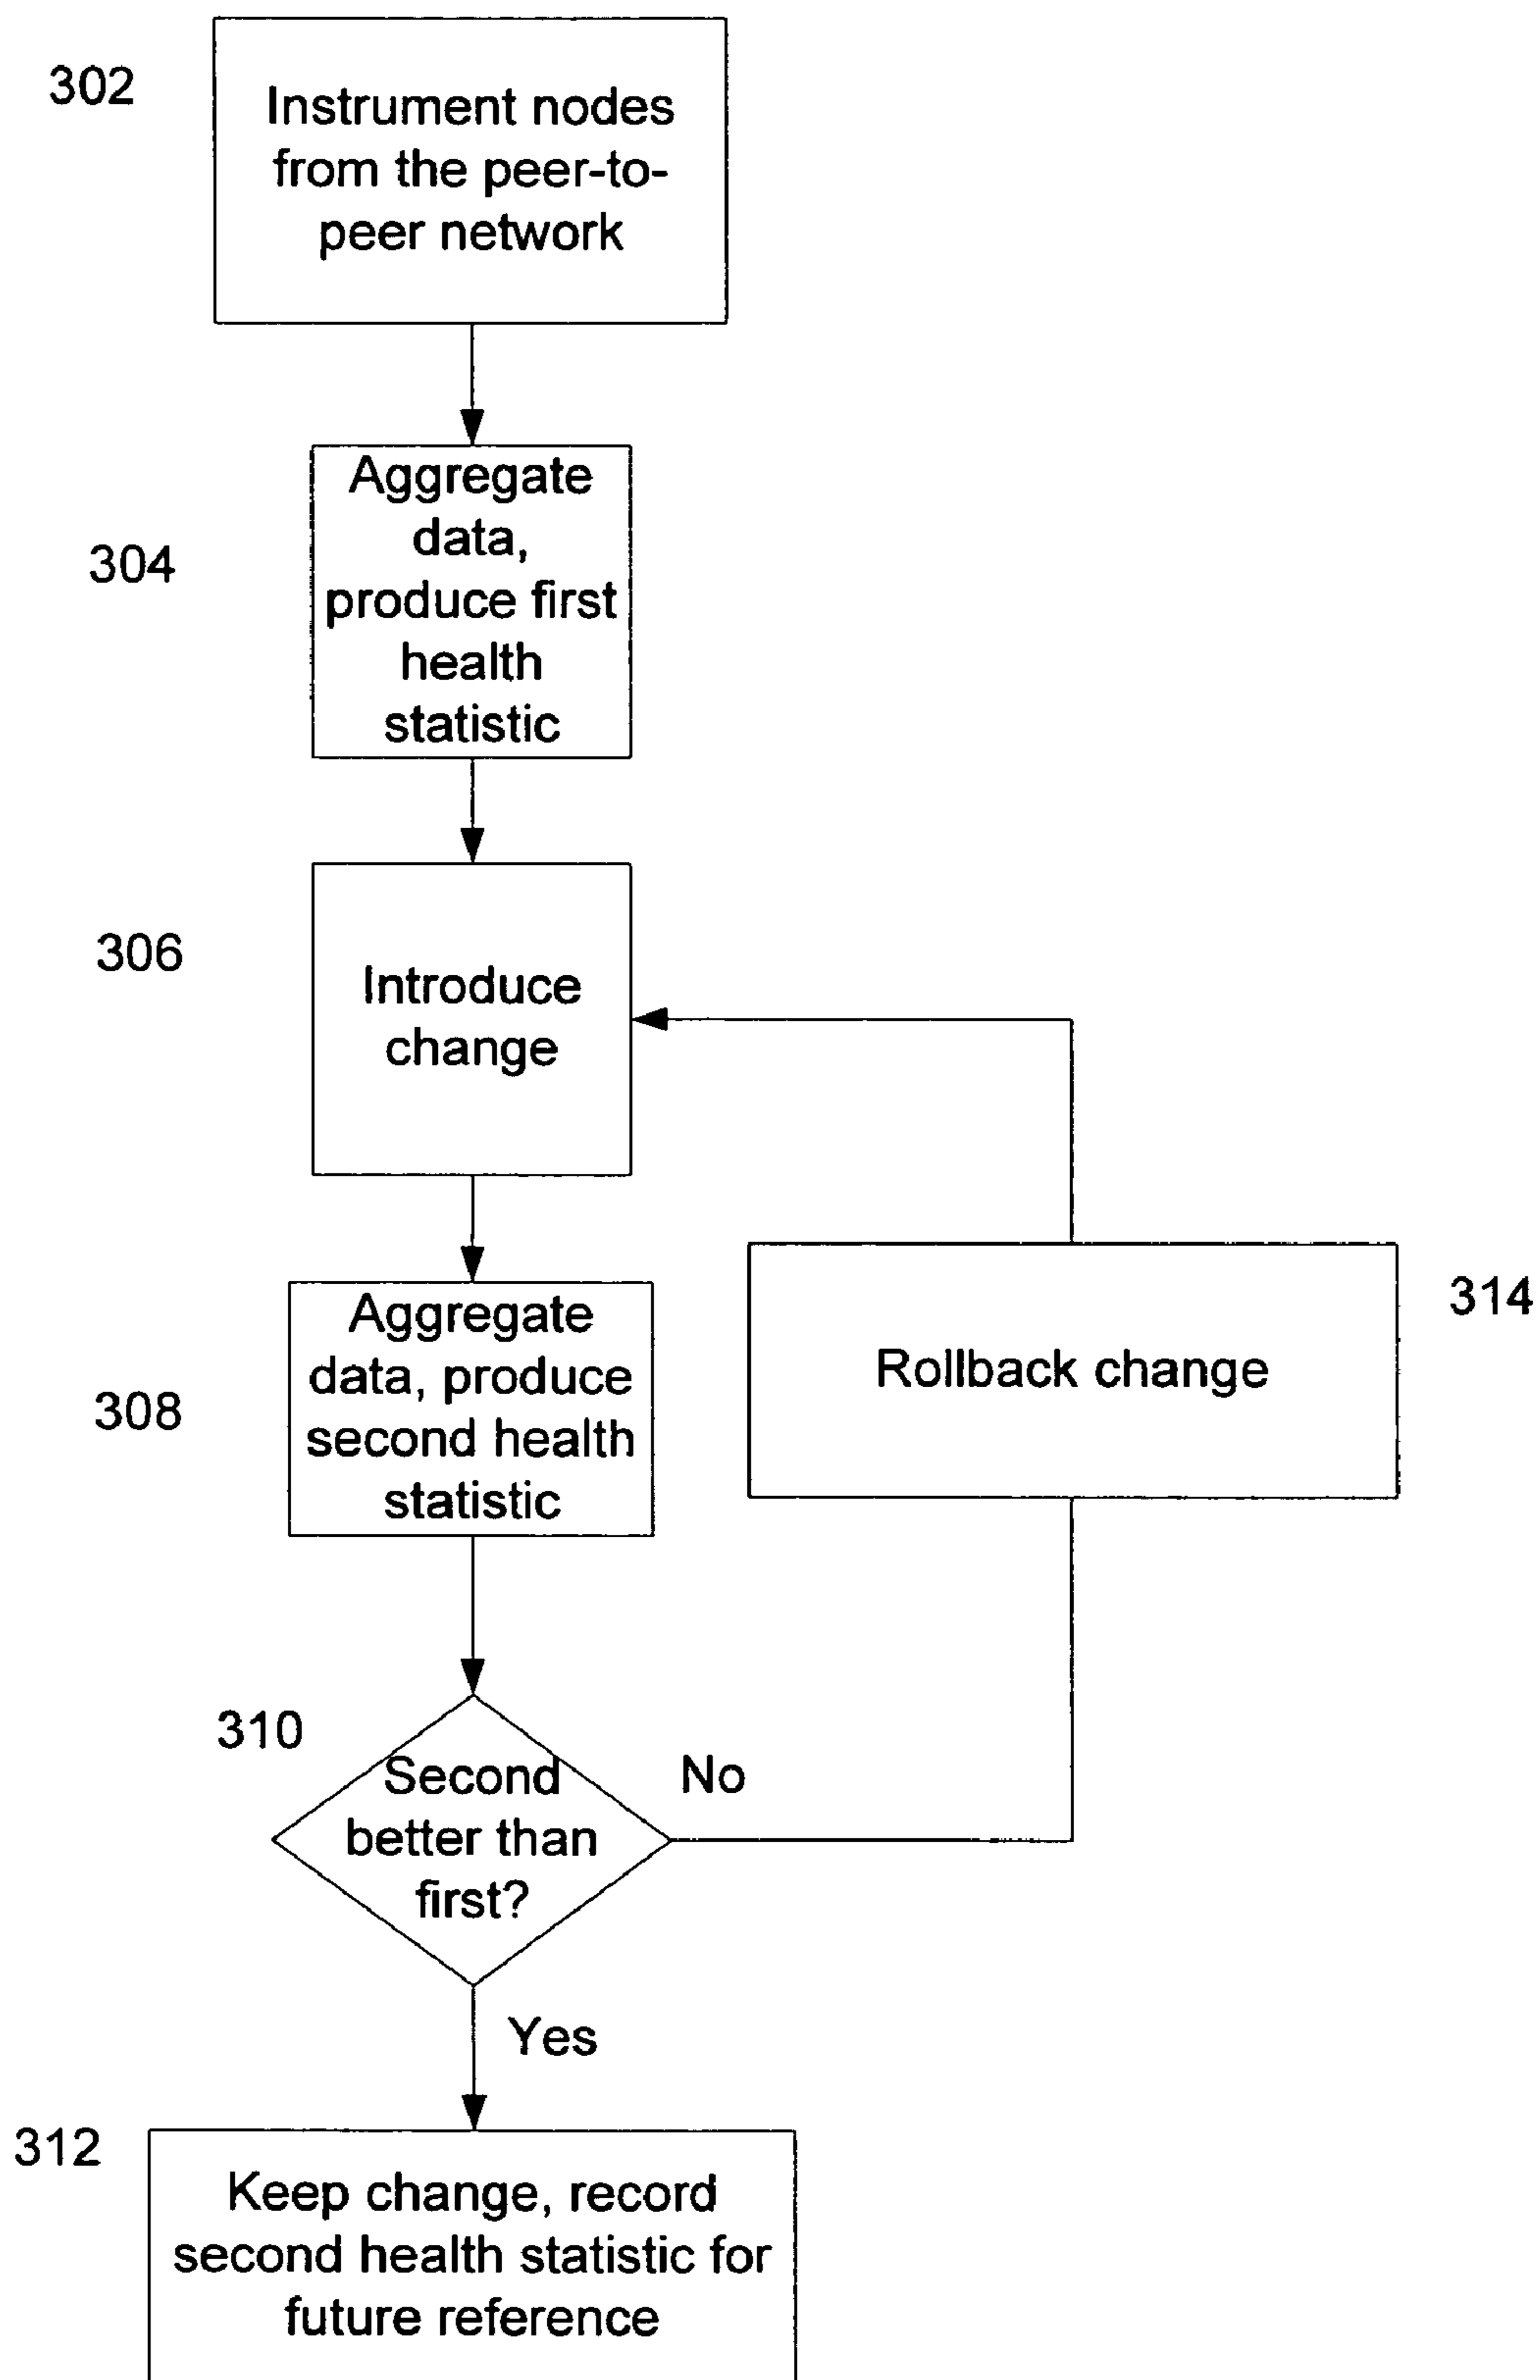 302
Instrument nodes
from the peer-to-
peer network
304
Aggregate
data,
produce first
health
statistic
306
Introduce
change
308
Aggregate
data, produce
second health
statistic
314
Rollback change
310
Second
better than
first?
No
Yes
312
Keep change, record
second health statistic for
future reference